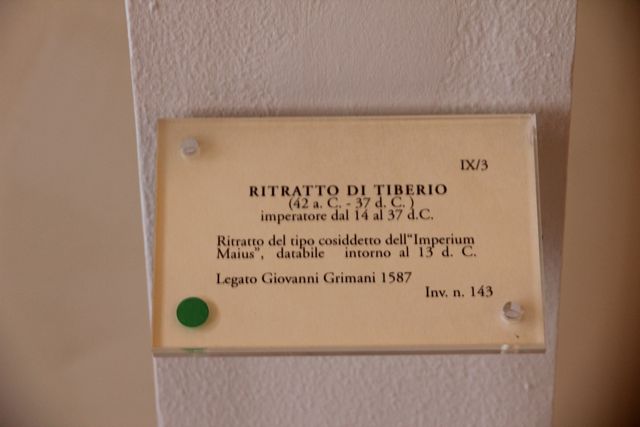 IX/3
RITRATTO DI TIBERIO
(42 a. C. - 37 d. C. )
imperatore dal 14 al 37 d.C.
Ritratto del tipo cosiddetto dell'"Imperium
Maius", databile intorno al 13 d. C.
Legato Giovanni Grimani 1587
Inv. n. 143